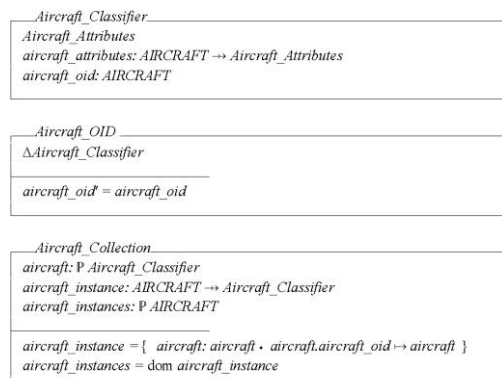 Aircraft_Classifier
Aircraft_Attributes
aircraft_attributes: AIRCRAFT → Aircraft_Attributes
aircraft_oid: AIRCRAFT
Aircraft_OID
ΔAircraft_Classifier
aircraft_oid′ = aircraft_oid
Aircraft_Collection
aircraft: ℙ Aircraft_Classifier
aircraft_instance: AIRCRAFT → Aircraft_Classifier
aircraft_instances: ℙ AIRCRAFT
aircraft_instance = { aircraft: aircraft • aircraft.aircraft_oid ↦ aircraft }
aircraft_instances = dom aircraft_instance